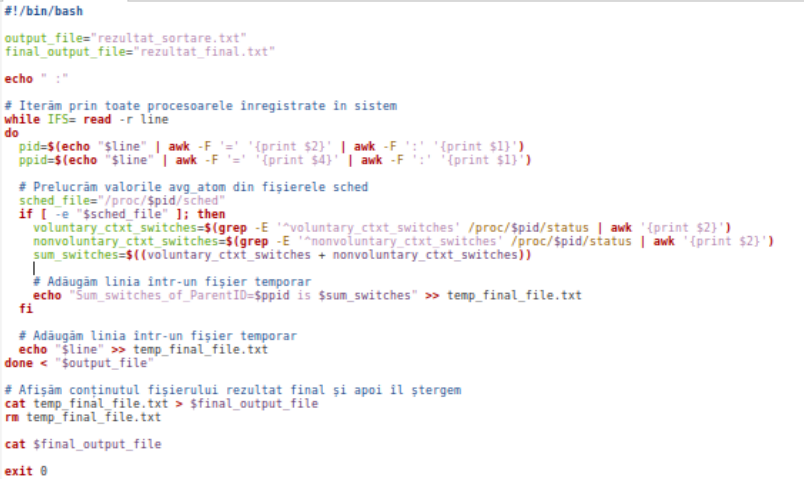 #!/bin/bash
output_file="rezultat_sortare.txt"
final_output_file="rezultat_final.txt"
echo " :"
# Iterăm prin toate procesoarele înregistrate în sistem
while IFS= read -r line
do
pid=$(echo "$line" | awk -F '=' '{print $2}' | awk -F ':' '{print $1}')
ppid=$(echo "$line" | awk -F '=' '{print $4}' | awk -F ':' '{print $1}')
# Prelucrăm valorile avg_atom din fișierele sched
sched_file="/proc/$pid/sched"
if [ -e "$sched_file" ]; then
voluntary_ctxt_switches=$(grep -E '^voluntary_ctxt_switches' /proc/$pid/status | awk '{print $2}')
nonvoluntary_ctxt_switches=$(grep -E '^nonvoluntary_ctxt_switches' /proc/$pid/status | awk '{print $2}')
sum_switches=$((voluntary_ctxt_switches + nonvoluntary_ctxt_switches))
# Adăugăm linia într-un fișier temporar
echo "Sum_switches_of_ParentID=$ppid is $sum_switches" >> temp_final_file.txt
fi
# Adăugăm linia într-un fișier temporar
echo "$line" >> temp_final_file.txt
done < "$output_file"
# Afișăm conținutul fișierului rezultat final și apoi îl ștergem
cat temp_final_file.txt > $final_output_file
rm temp_final_file.txt
cat $final_output_file
exit 0